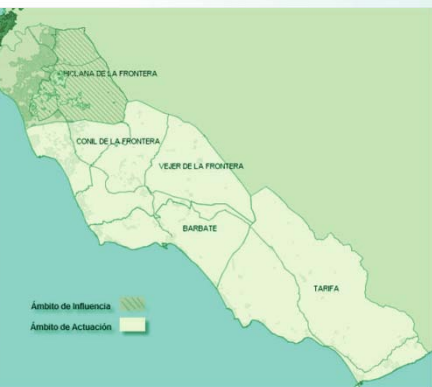 CHICLANA DE LA FRONTERA
CONIL DE LA FRONTERA
VEJER DE LA FRONTERA
BARBATE
TARIFA
Ámbito de Influencia
Ámbito de Actuación